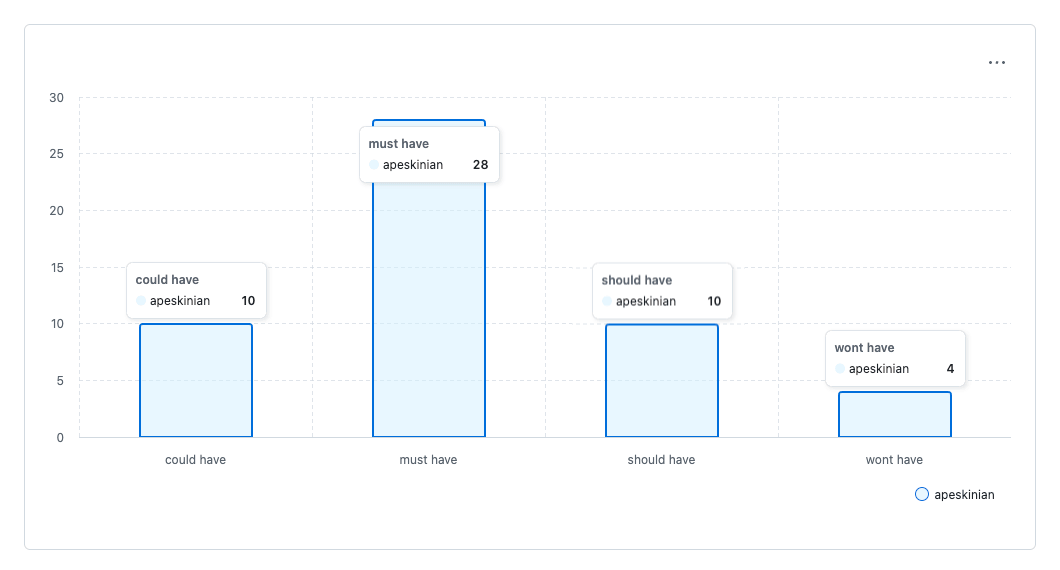 ...
30
25
20
15
10
5
0
could have
apeskinian 10
must have
apeskinian 28
should have
apeskinian 10
wont have
apeskinian 4
could have
must have
should have
wont have
apeskinian